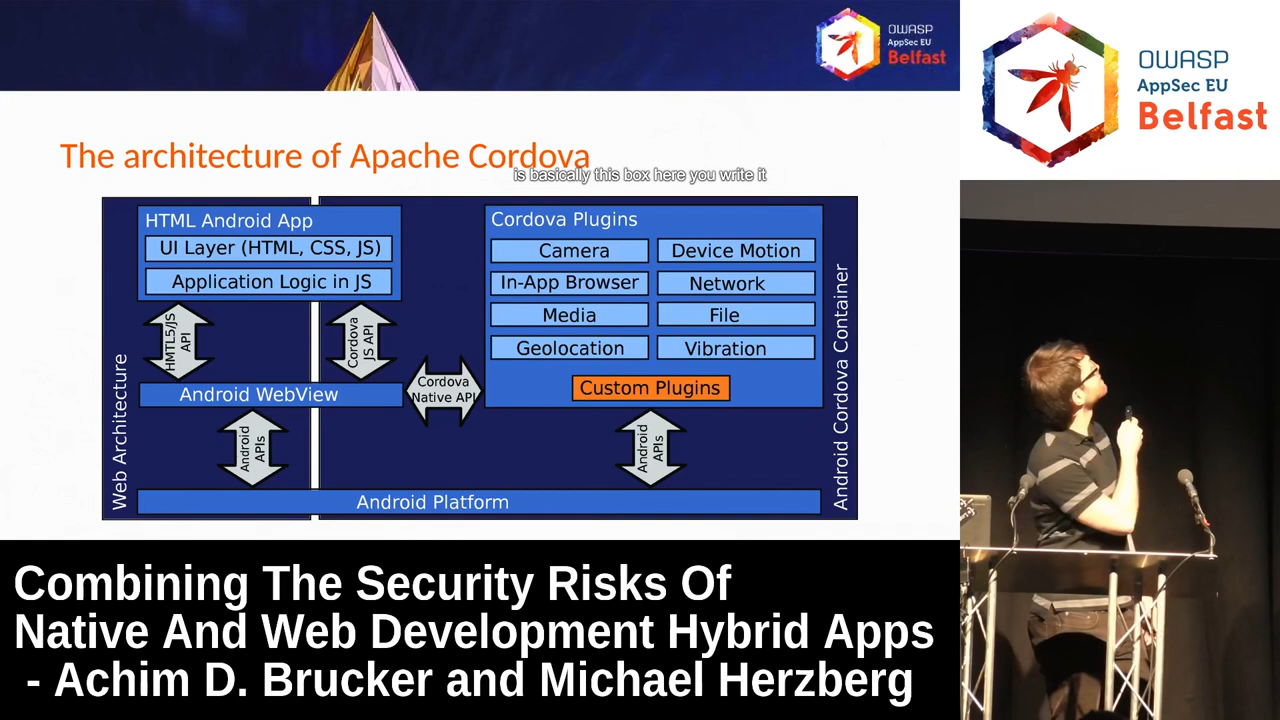 OWASP
AppSec EU
Belfast
OWASP
AppSec EU
Belfast
The architecture of Apache Cordova
is basically this box here you write it
HTML Android App
UI Layer (HTML, CSS, JS)
Application Logic in JS
HMTL5/JS
API
Cordova
JS API
Android WebView
Cordova
Native API
Cordova Plugins
Camera
Device Motion
In-App Browser
Network
Media
File
Geolocation
Vibration
Custom Plugins
Android
APIs
Android
APIs
Android Platform
Web Architecture
Android Cordova Container
Combining The Security Risks Of
Native And Web Development Hybrid Apps
- Achim D. Brucker and Michael Herzberg